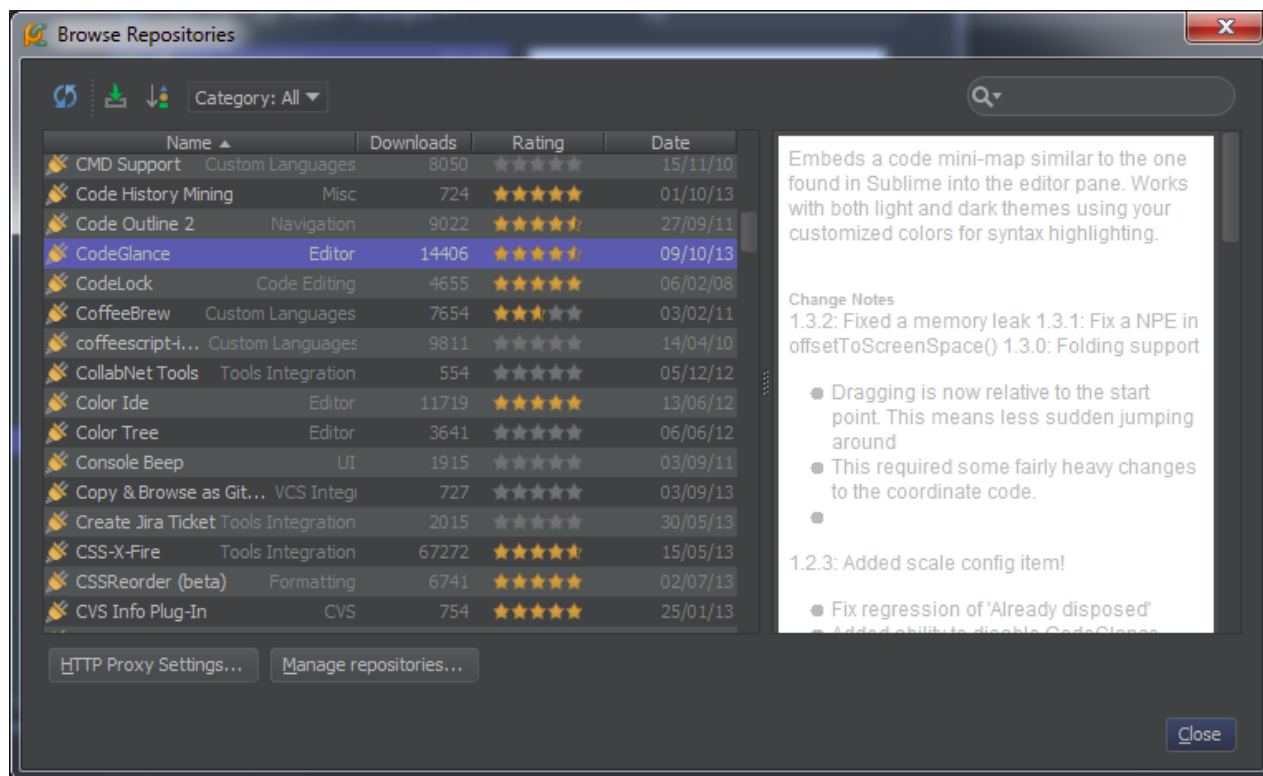 Browse Repositories
Category: All
Name Downloads Rating Date
CMD Support Custom Languages 8050 15/11/10
Code History Mining Misc 724 01/10/13
Code Outline 2 Navigation 9022 27/09/11
CodeGlance Editor 14406 09/10/13
CodeLock Code Editing 4655 06/02/08
CoffeeBrew Custom Languages 7654 03/02/11
coffeescript-i... Custom Languages 9811 14/04/10
CollabNet Tools Tools Integration 554 05/12/12
Color Ide Editor 11719 13/06/12
Color Tree Editor 3641 06/06/12
Console Beep UI 1915 03/09/11
Copy & Browse as Git... VCS Integ 727 03/09/13
Create Jira Ticket Tools Integration 2015 30/05/13
CSS-X-Fire Tools Integration 67272 15/05/13
CSSReorder (beta) Formatting 6741 02/07/13
CVS Info Plug-In CVS 754 25/01/13
Embeds a code mini-map similar to the one
found in Sublime into the editor pane. Works
with both light and dark themes using your
customized colors for syntax highlighting.
Change Notes
1.3.2: Fixed a memory leak 1.3.1: Fix a NPE in
offsetToScreenSpace() 1.3.0: Folding support
Dragging is now relative to the start
point. This means less sudden jumping
around
This required some fairly heavy changes
to the coordinate code.
1.2.3: Added scale config item!
Fix regression of 'Already disposed'
Added ability to disable CodeGlance
HTTP Proxy Settings...
Manage repositories...
Close